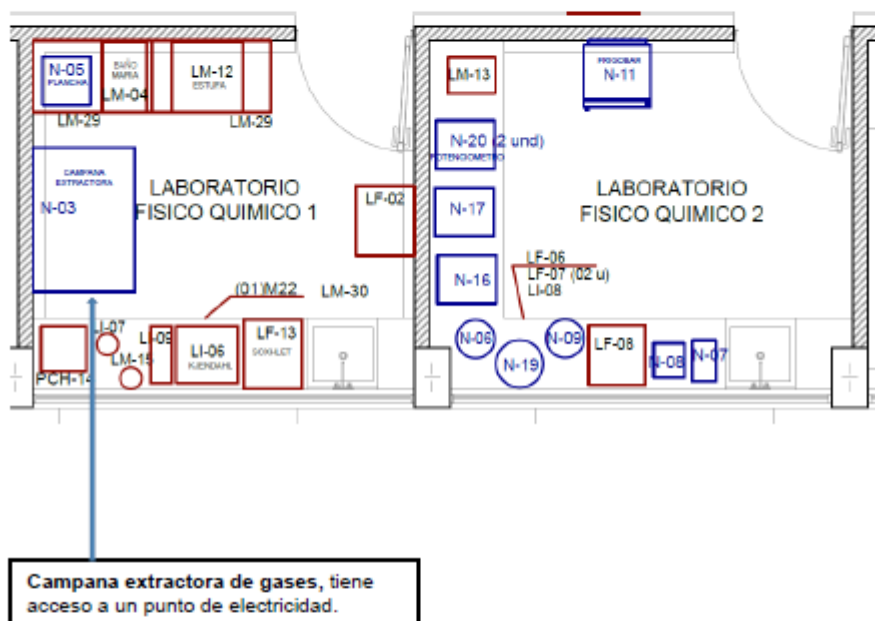 N-05
PLANCHA
BAÑO
MARIA
LM-04
LM-12
ESTUFA
LM-29
LM-29
CAMPANA
EXTRACTORA
N-03
LABORATORIO
FISICO QUIMICO 1
LF-02
(01)M22
LM-30
LI-07
LM-15
PCH-14
LI-09
LI-06
KJENDAHL
LF-13
SOXHLET
LM-13
FRIGOBAR
N-11
N-20 (2 und)
POTENCIOMETRO
N-17
N-16
LABORATORIO
FISICO QUIMICO 2
LF-06
LF-07 (02 u)
LI-08
N-06
N-19
N-09
LF-08
N-08
N-07
Campana extractora de gases, tiene
acceso a un punto de electricidad.